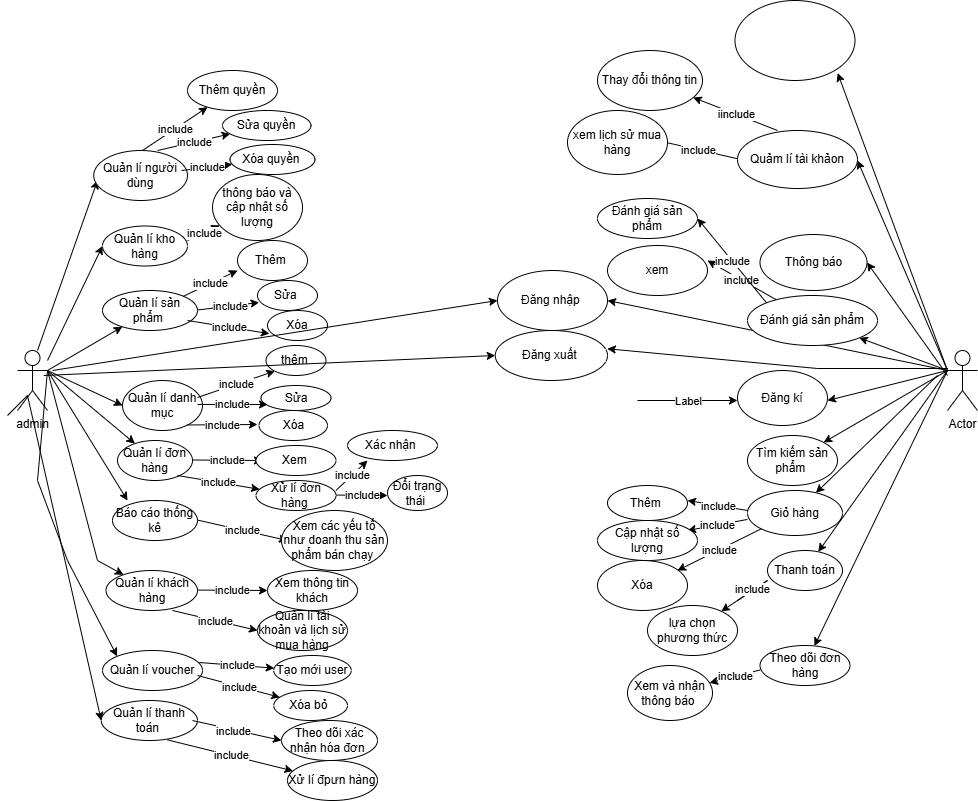 Thêm quyền
include
Sửa quyền
include
Quản lí người
dùng
include
Xóa quyền
thông báo và
cập nhật số
lượng
Quản lí kho
hàng
include
Thêm
include
Quản lí sản
phẩm
Sửa
include
include
Xóa
admin
thêm
include
Quản lí danh
mục
Sửa
include
include
Xóa
Quản lí đơn
hàng
include
Xem
include
Xử lí đơn
hàng
include
Xác nhận
include
Đổi trạng
thái
Báo cáo thống
kê
include
Xem các yếu tố
như doanh thu sản
phẩm bán chạy
Quản lí khách
hàng
include
Xem thông tin
khách
include
Quản lí tài
khoản và lịch sử
mua hàng
Quản lí voucher
include
Tạo mới user
include
Xóa bỏ
Quản lí thanh
toán
include
Theo dõi xác
nhận hóa đơn
include
Xử lí đpưn hàng
Đăng nhập
Đăng xuất
Thay đổi thông tin
iinclude
xem lịch sử mua
hàng
include
Quảm lí tài khảon
Đánh giá sản
phẩm
include
xem
include
Thông báo
Đánh giá sản phẩm
Label
Đăng kí
Actor
Tìm kiếm sản
phẩm
Thêm
include
Giỏ hàng
Cập nhật số
lượng
include
include
Xóa
Thanh toán
include
lựa chọn
phương thức
Theo dõi đơn
hàng
include
Xem và nhận
thông báo